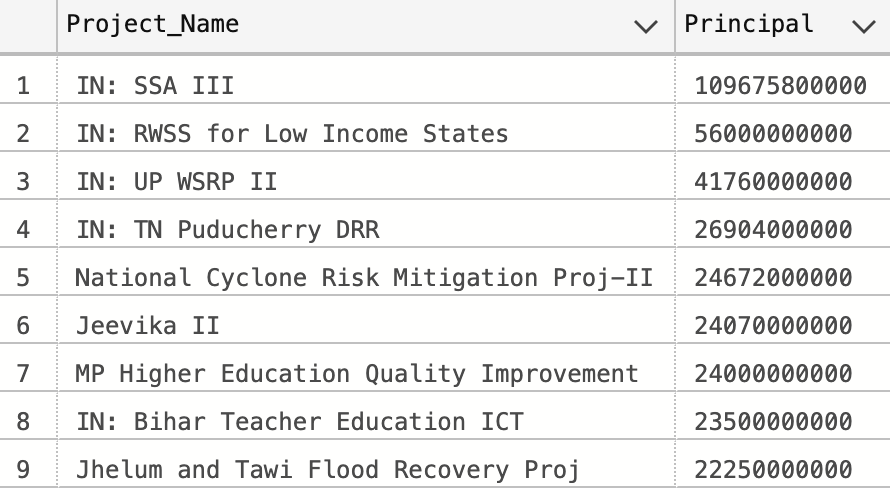 Project_Name Principal
1 IN: SSA III 109675800000
2 IN: RWSS for Low Income States 56000000000
3 IN: UP WSRP II 41760000000
4 IN: TN Puducherry DRR 26904000000
5 National Cyclone Risk Mitigation Proj-II 24672000000
6 Jeevika II 24070000000
7 MP Higher Education Quality Improvement 24000000000
8 IN: Bihar Teacher Education ICT 23500000000
9 Jhelum and Tawi Flood Recovery Proj 22250000000